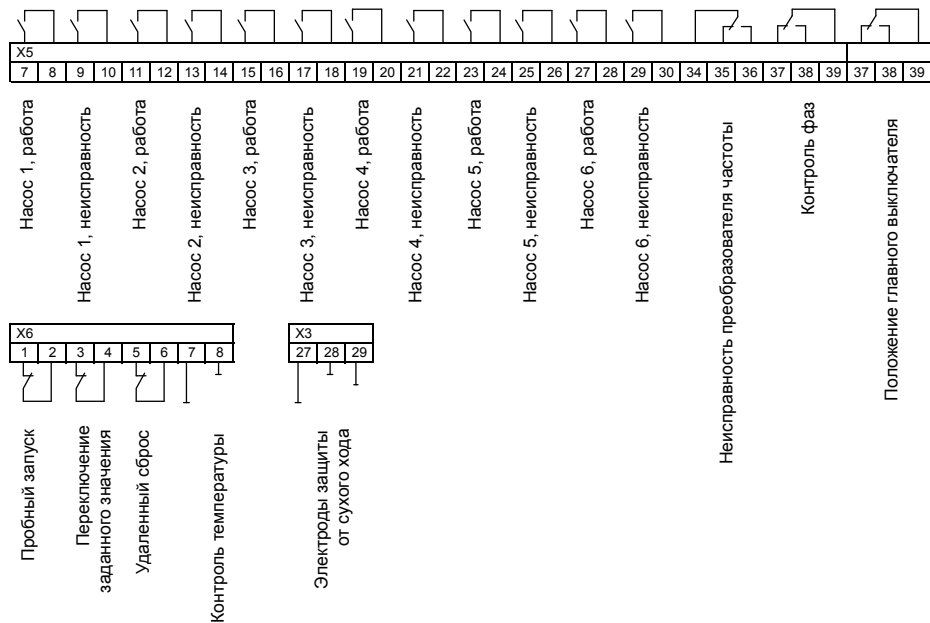 X5
7 8 9 10 11 12 13 14 15 16 17 18 19 20 21 22 23 24 25 26 27 28 29 30 34 35 36 37 38 39 37 38 39
Насос 1, работа
Насос 1, неисправность
Насос 2, работа
Насос 2, неисправность
Насос 3, работа
Насос 3, неисправность
Насос 4, работа
Насос 4, неисправность
Насос 5, работа
Насос 5, неисправность
Насос 6, работа
Насос 6, неисправность
Неисправность преобразователя частоты
Контроль фаз
Положение главного выключателя
X6
1 2 3 4 5 6 7 8
Пробный запуск
Переключение
заданного значения
Удаленный сброс
Контроль температуры
X3
27 28 29
Электроды защиты
от сухого хода